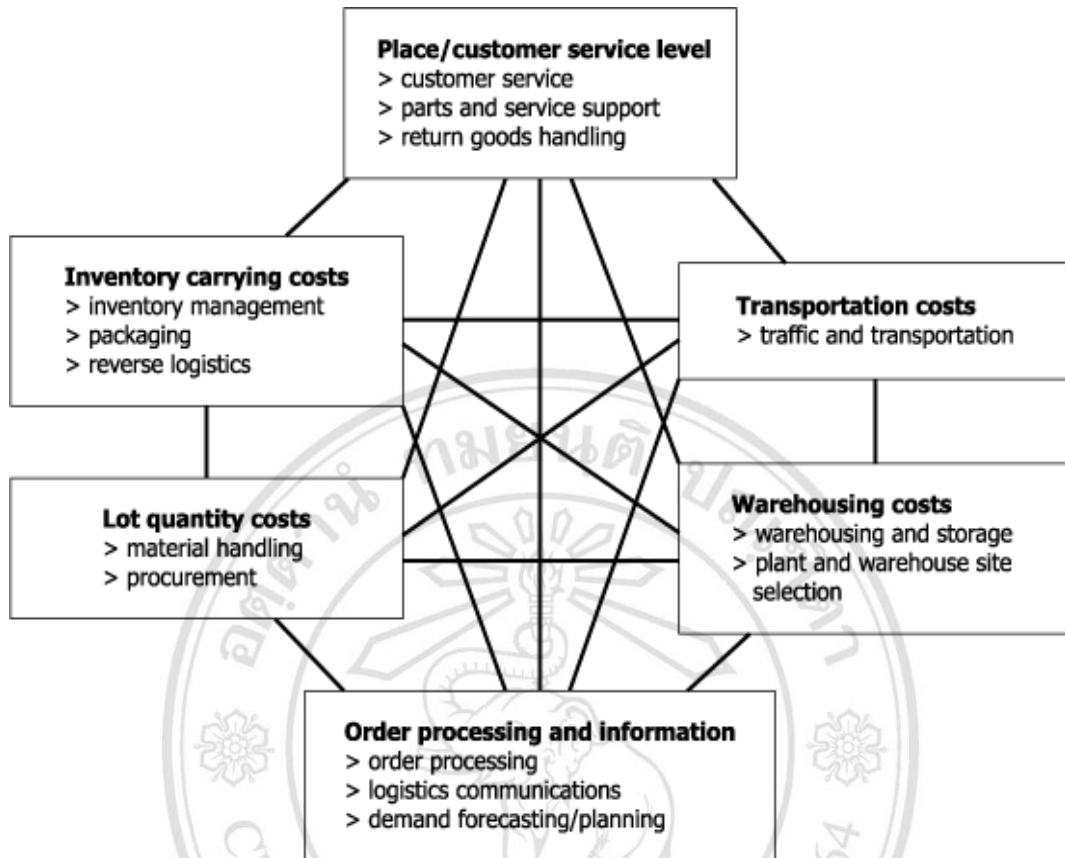 Place/customer service level
> customer service
> parts and service support
> return goods handling
Inventory carrying costs
> inventory management
> packaging
> reverse logistics
Transportation costs
> traffic and transportation
Lot quantity costs
> material handling
> procurement
Warehousing costs
> warehousing and storage
> plant and warehouse site
selection
Order processing and information
> order processing
> logistics communications
> demand forecasting/planning